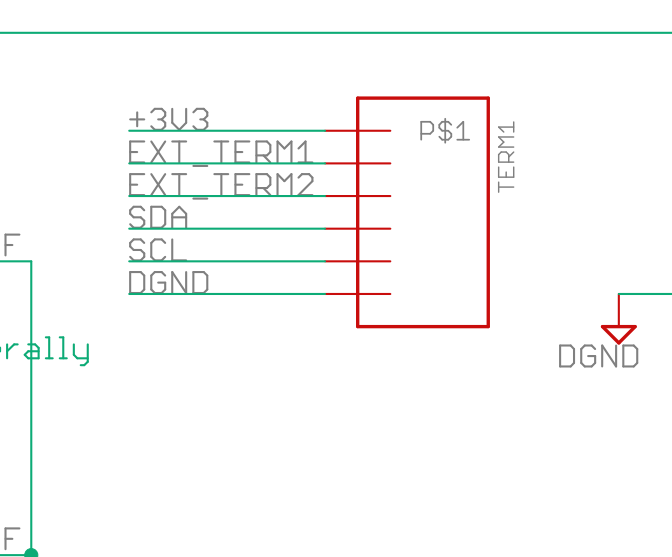 +3V3
P$1
TERM1
EXT_TERM1
EXT_TERM2
SDA
SCL
DGND
F
DGND
F